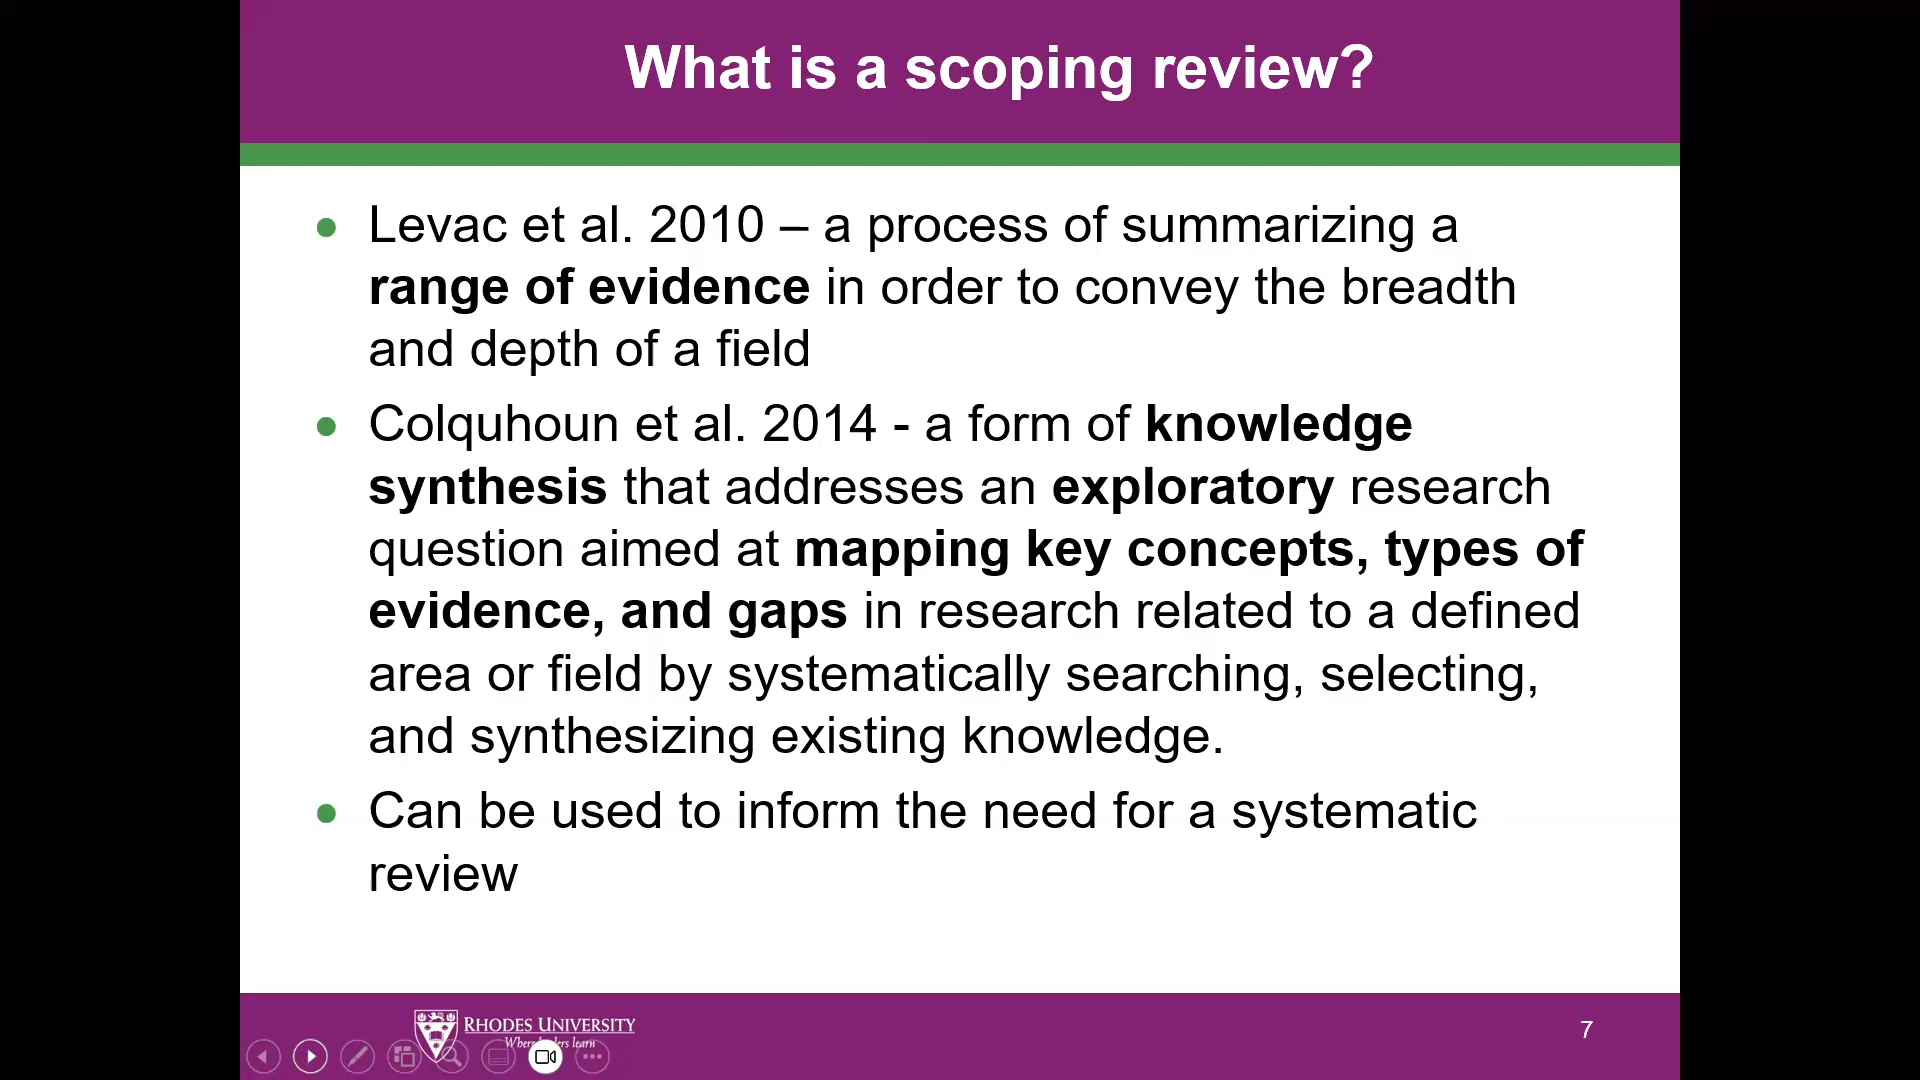 What is a scoping review?
Levac et al. 2010 – a process of summarizing a
range of evidence in order to convey the breadth
and depth of a field
Colquhoun et al. 2014 - a form of knowledge
synthesis that addresses an exploratory research
question aimed at mapping key concepts, types of
evidence, and gaps in research related to a defined
area or field by systematically searching, selecting,
and synthesizing existing knowledge.
Can be used to inform the need for a systematic
review
RHODES UNIVERSITY
learn
7